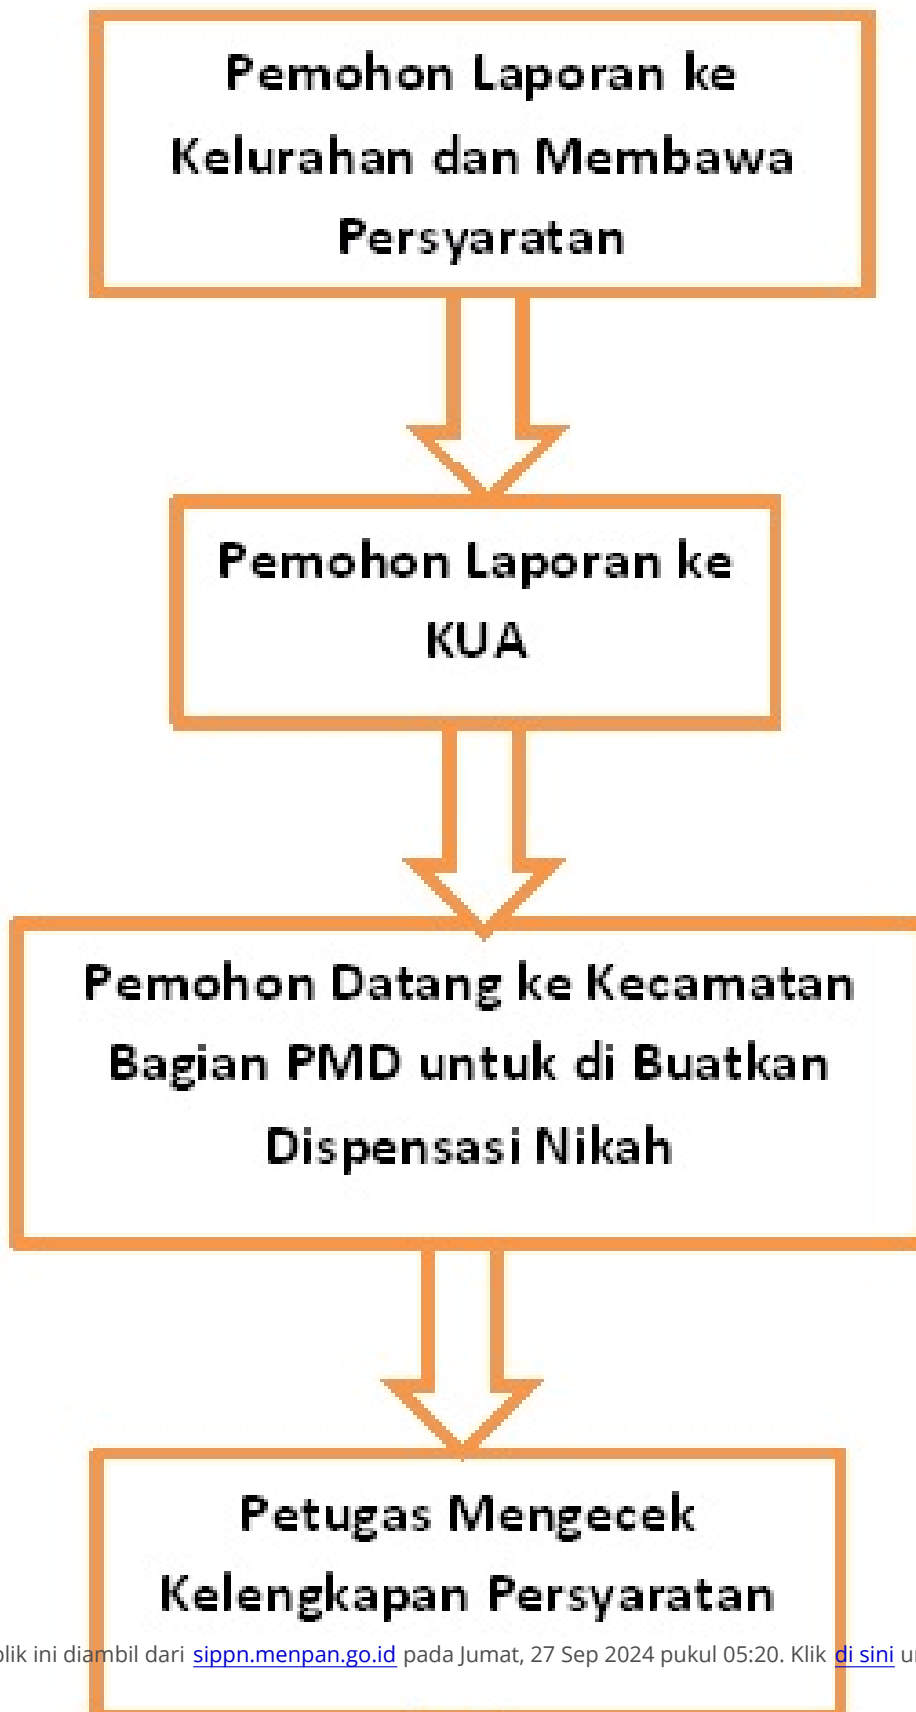 Pemohon Laporan ke
Kelurahan dan Membawa
Persyaratan
Pemohon Laporan ke
KUA
Pemohon Datang ke Kecamatan
Bagian PMD untuk di Buatkan
Dispensasi Nikah
Petugas Mengecek
Kelengkapan Persyaratan
ini diambil dari sippn.menpan.go.id pada Jumat, 27 Sep 2024 pukul 05:20. Klik di sini